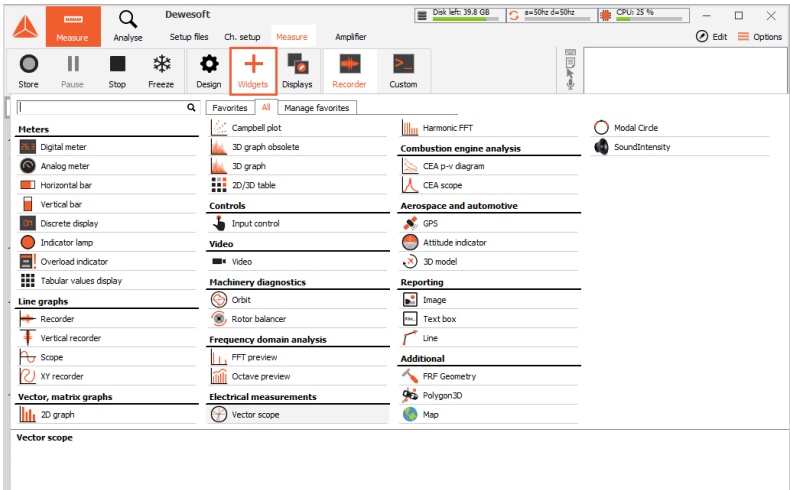 Dewesoft
Disk left: 39.8 GB
a=50hz d=50hz
CPU: 25 %
Measure
Analyse
Setup files
Ch. setup
Measure
Amplifier
Edit
Options
Store
Pause
Stop
Freeze
Design
Widgets
Displays
Recorder
Custom
Favorites
All
Manage favorites
Meters
Digital meter
Analog meter
Horizontal bar
Vertical bar
Discrete display
Indicator lamp
Overload indicator
Tabular values display
Line graphs
Recorder
Vertical recorder
Scope
XY recorder
Vector, matrix graphs
2D graph
Campbell plot
3D graph obsolete
3D graph
2D/3D table
Controls
Input control
Video
Video
Machinery diagnostics
Orbit
Rotor balancer
Frequency domain analysis
FFT preview
Octave preview
Electrical measurements
Vector scope
Harmonic FFT
Combustion engine analysis
CEA p-v diagram
CEA scope
Aerospace and automotive
GPS
Attitude indicator
3D model
Reporting
Image
Text box
Line
Additional
FRF Geometry
Polygon3D
Map
Modal Circle
SoundIntensity
Vector scope